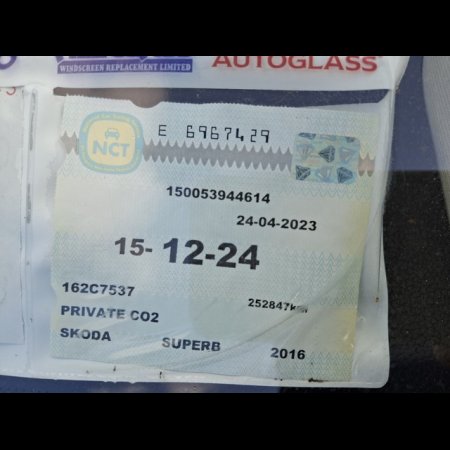 WINDSCREEN REPLACEMENT LIMITED
AUTOGLASS
E 6967429
NCT
150053944614
24-04-2023
15-12-24
162C7537
252847km
PRIVATE CO2
SKODA SUPERB 2016